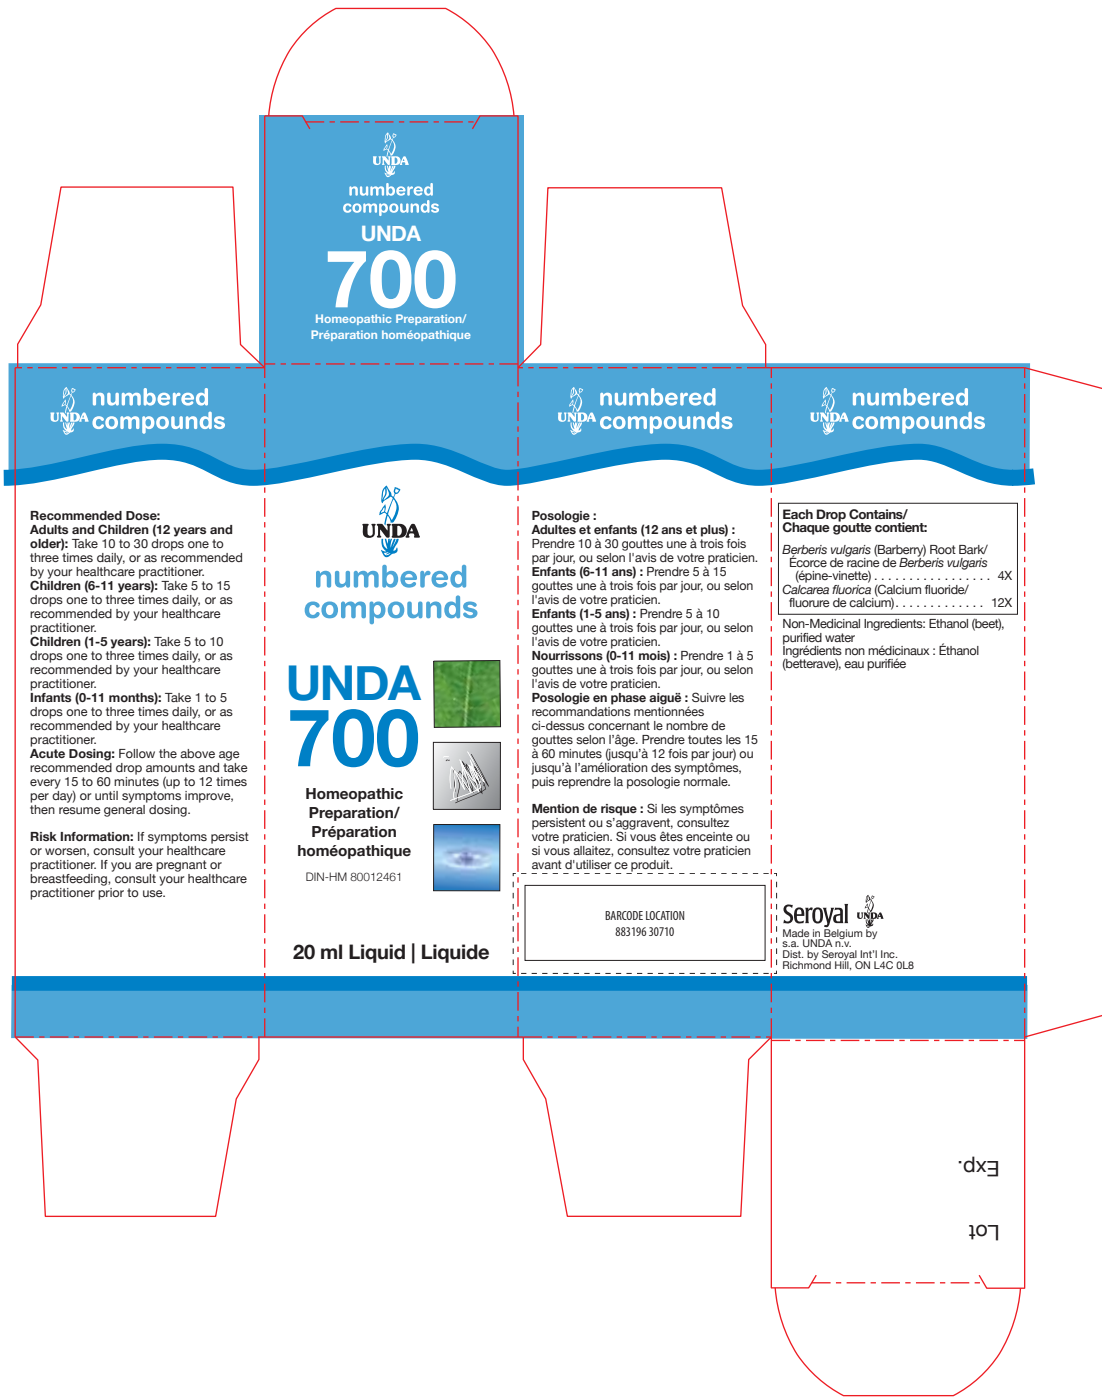 UNDA
numbered
compounds
UNDA
700
Homeopathic Preparation/
Préparation homéopathique
UNDA
numbered
compounds
UNDA
numbered
compounds
UNDA
numbered
compounds
Recommended Dose:
Adults and Children (12 years and
older): Take 10 to 30 drops one to
three times daily, or as recommended
by your healthcare practitioner.
Children (6-11 years): Take 5 to 15
drops one to three times daily, or as
recommended by your healthcare
practitioner.
Children (1-5 years): Take 5 to 10
drops one to three times daily, or as
recommended by your healthcare
practitioner.
Infants (0-11 months): Take 1 to 5
drops one to three times daily, or as
recommended by your healthcare
practitioner.
Acute Dosing: Follow the above age
recommended drop amounts and take
every 15 to 60 minutes (up to 12 times
per day) or until symptoms improve,
then resume general dosing.
Risk Information: If symptoms persist
or worsen, consult your healthcare
practitioner. If you are pregnant or
breastfeeding, consult your healthcare
practitioner prior to use.
UNDA
numbered
compounds
UNDA
700
Homeopathic
Preparation/
Préparation
homéopathique
DIN-HM 80012461
20 ml Liquid | Liquide
Posologie :
Adultes et enfants (12 ans et plus) :
Prendre 10 à 30 gouttes une à trois fois
par jour, ou selon l'avis de votre praticien.
Enfants (6-11 ans) : Prendre 5 à 15
gouttes une à trois fois par jour, ou selon
l'avis de votre praticien.
Enfants (1-5 ans) : Prendre 5 à 10
gouttes une à trois fois par jour, ou selon
l'avis de votre praticien.
Nourrissons (0-11 mois) : Prendre 1 à 5
gouttes une à trois fois par jour, ou selon
l'avis de votre praticien.
Posologie en phase aiguë : Suivre les
recommandations mentionnées
ci-dessus concernant le nombre de
gouttes selon l'âge. Prendre toutes les 15
à 60 minutes (jusqu'à 12 fois par jour) ou
jusqu'à l'amélioration des symptômes,
puis reprendre la posologie normale.
Mention de risque : Si les symptômes
persistent ou s'aggravent, consultez
votre praticien. Si vous êtes enceinte ou
si vous allaitez, consultez votre praticien
avant d'utiliser ce produit.
BARCODE LOCATION
883196 30710
Each Drop Contains/
Chaque goutte contient:
Berberis vulgaris (Barberry) Root Bark/
Écorce de racine de Berberis vulgaris
(épine-vinette) . . . . . . . . . . . . . . . . . 4X
Calcarea fluorica (Calcium fluoride/
fluorure de calcium). . . . . . . . . . . . . 12X
Non-Medicinal Ingredients: Ethanol (beet),
purified water
Ingrédients non médicinaux : Éthanol
(betterave), eau purifiée
Seroyal UNDA
Made in Belgium by
s.a. UNDA n.v.
Dist. by Seroyal Int'l Inc.
Richmond Hill, ON L4C 0L8
Exp.
Lot